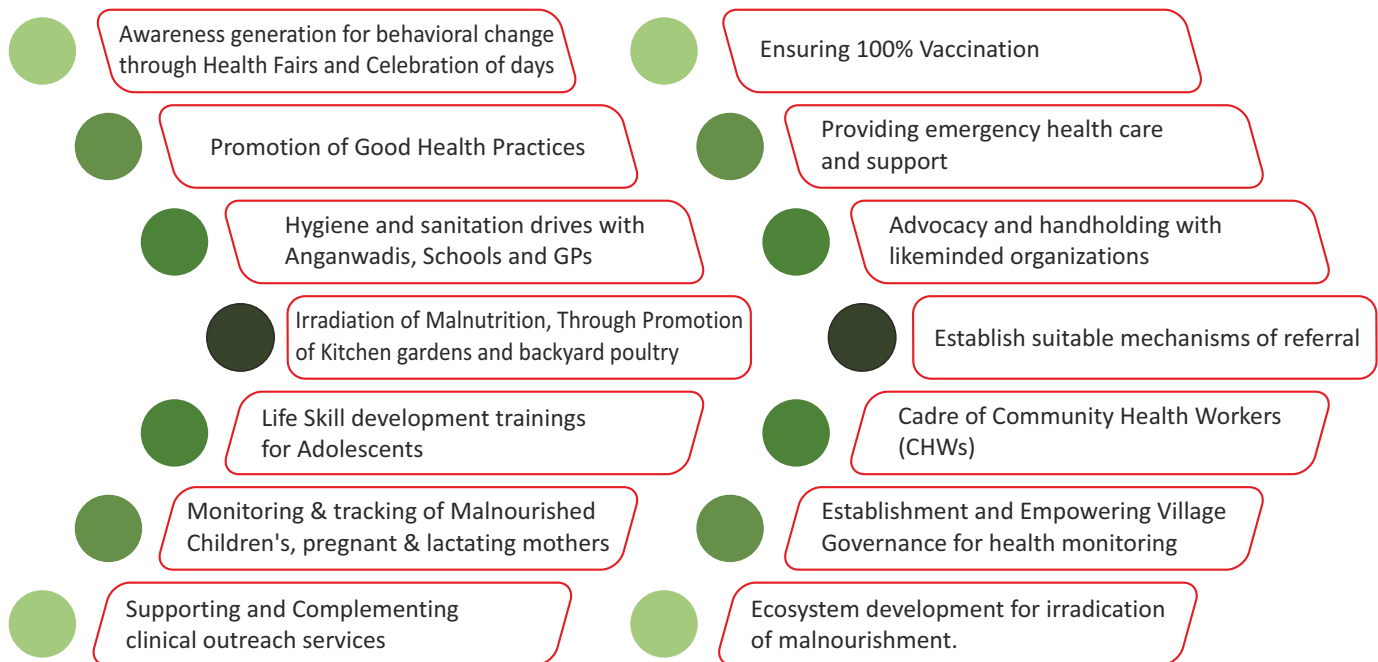 Awareness generation for behavioral change
through Health Fairs and Celebration of days
Promotion of Good Health Practices
Hygiene and sanitation drives with
Anganwadis, Schools and GPs
Irradiation of Malnutrition, Through Promotion
of Kitchen gardens and backyard poultry
Life Skill development trainings
for Adolescents
Monitoring & tracking of Malnourished
Children's, pregnant & lactating mothers
Supporting and Complementing
clinical outreach services
Ensuring 100% Vaccination
Providing emergency health care
and support
Advocacy and handholding with
likeminded organizations
Establish suitable mechanisms of referral
Cadre of Community Health Workers
(CHWs)
Establishment and Empowering Village
Governance for health monitoring
Ecosystem development for irradication
of malnourishment.